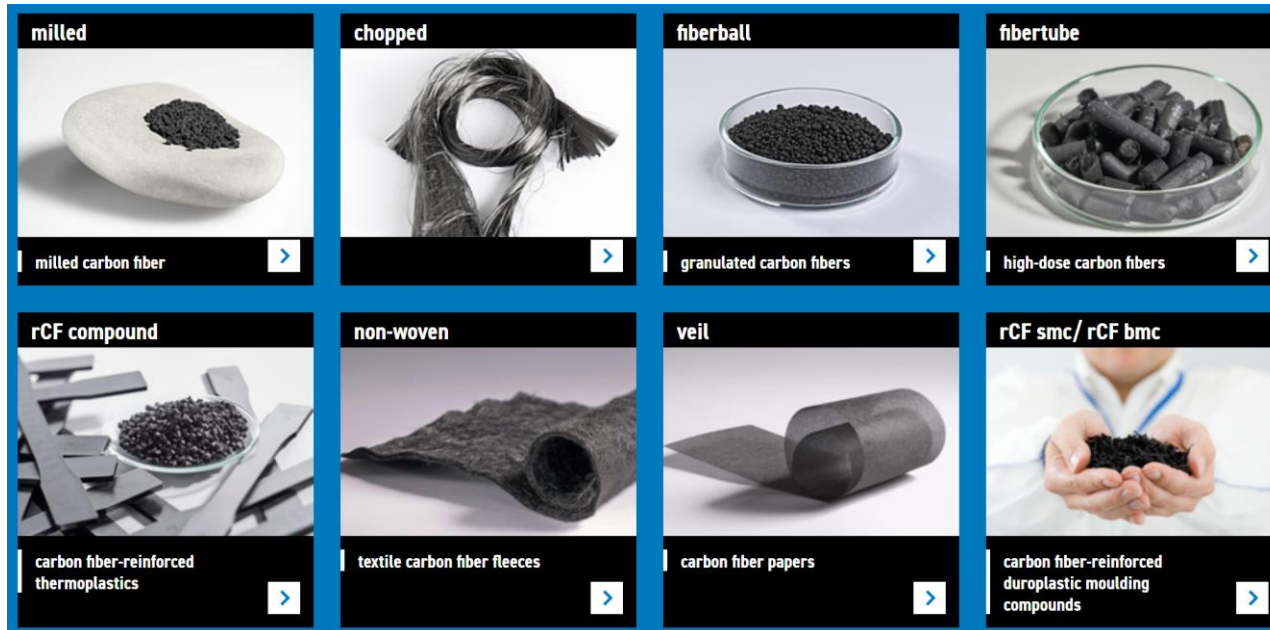 milled
chopped
fiberball
fibertube
milled carbon fiber
granulated carbon fibers
high-dose carbon fibers
rCF compound
non-woven
veil
rCF smc/ rCF bmc
carbon fiber-reinforced
thermoplastics
textile carbon fiber fleeces
carbon fiber papers
carbon fiber-reinforced
duroplastic moulding
compounds